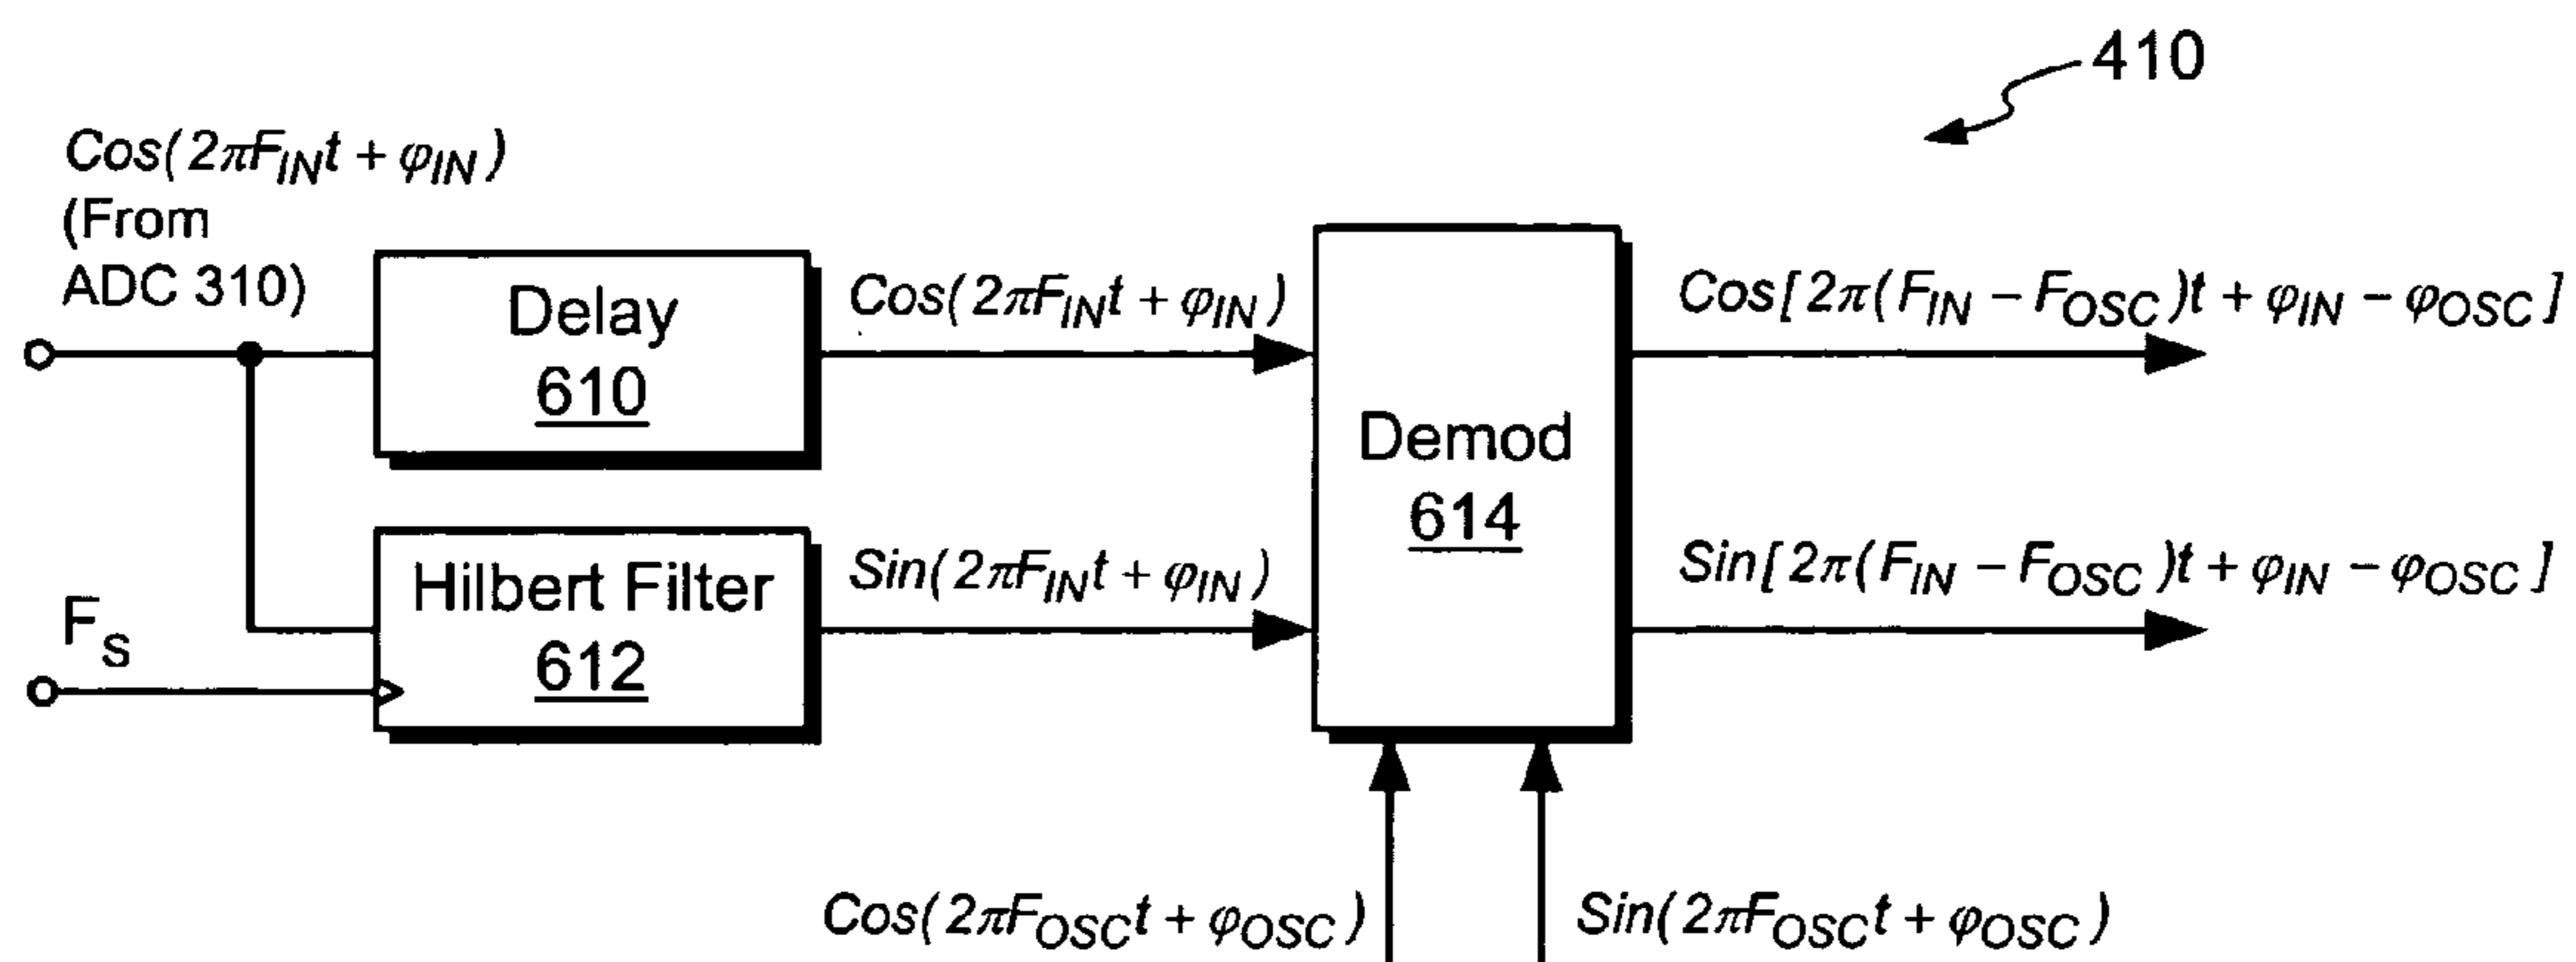 410
Cos(2πF_IN t + φ_IN)
(From
ADC 310)
Delay
610
Cos(2πF_IN t + φ_IN)
Cos[2π(F_IN – F_OSC)t + φ_IN – φ_OSC]
Demod
614
F_S
Hilbert Filter
612
Sin(2πF_IN t + φ_IN)
Sin[2π(F_IN – F_OSC)t + φ_IN – φ_OSC]
Cos(2πF_OSC t + φ_OSC)
Sin(2πF_OSC t + φ_OSC)